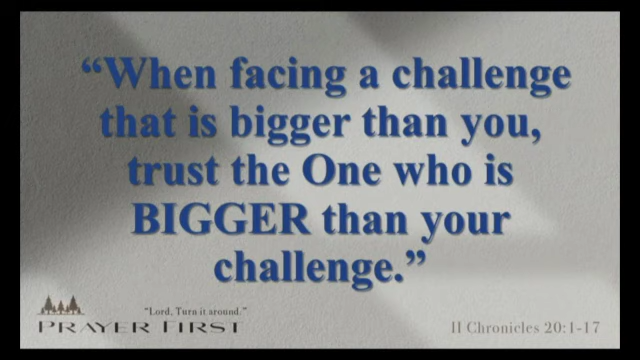 “When facing a challenge
that is bigger than you,
trust the One who is
BIGGER than your
challenge.”
"Lord, Turn it around."
PRAYER FIRST
II Chronicles 20:1-17